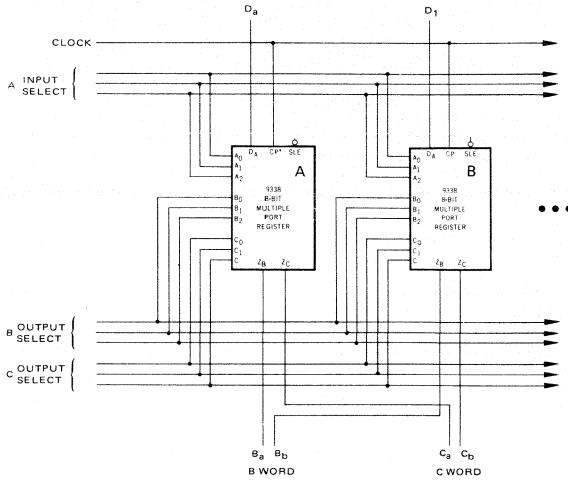 Da D1
CLOCK
A INPUT SELECT
DA CP' SLE
A0
A1
A2
A
9338
8-BIT
MULTIPLE
PORT
REGISTER
B0
B1
B2
C0
C1
C
ZB ZC
DA CP SLE
A0
A1
A2
B
9338
8-BIT
MULTIPLE
PORT
REGISTER
B0
B1
B2
C0
C1
C
ZB ZC
B OUTPUT SELECT
C OUTPUT SELECT
Ba Bb Ca Cb
B WORD C WORD